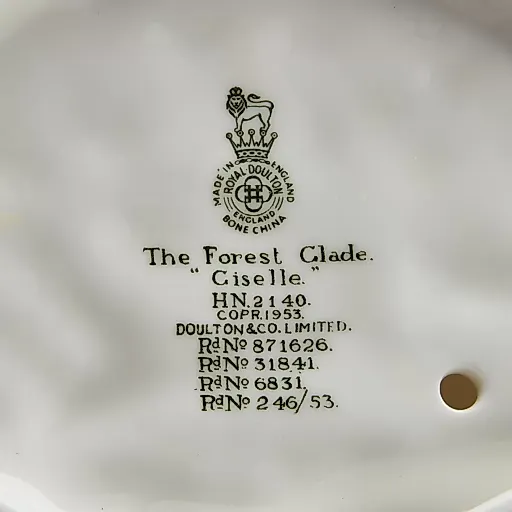 MADE IN ENGLAND
ROYAL·DOULTON
ENGLAND
BONE CHINA
The Forest Glade.
"Giselle."
HN.2140.
COPR.1953.
DOULTON&CO.LIMITED.
RdNo 871626.
RdNo 31841.
RdNo 6831.
RdNo 246/53.